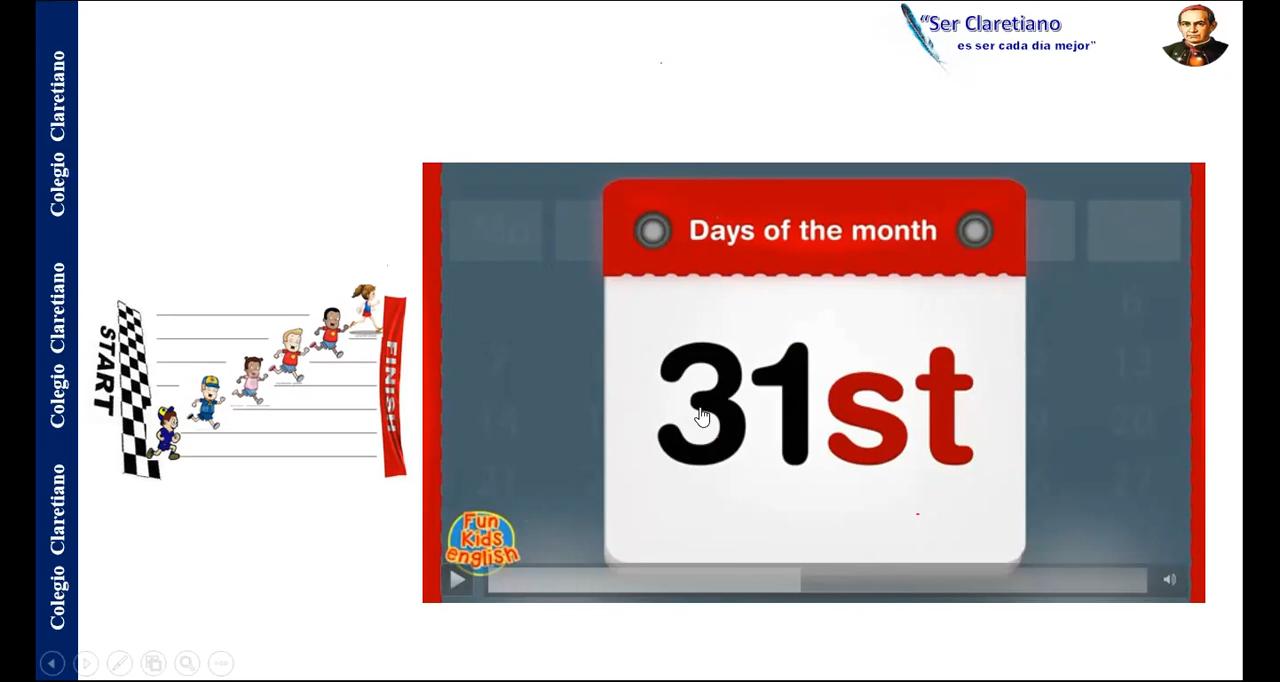 “Ser Claretiano
es ser cada día mejor”
Colegio Claretiano
Colegio Claretiano
Colegio Claretiano
START
FINISH
Days of the month
31st
Fun
Kids
english